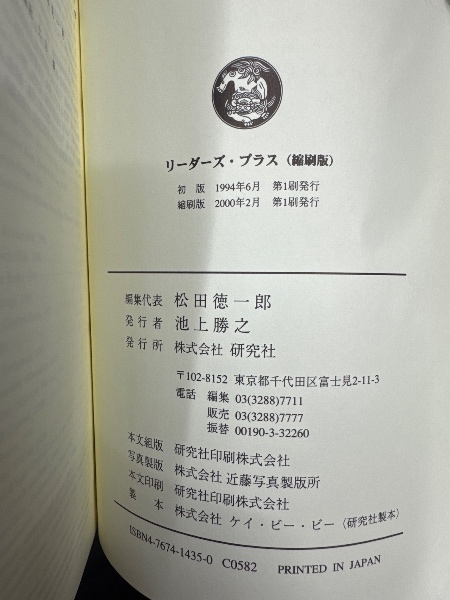 リーダーズ・プラス（縮刷版）
初　版　1994年6月　第1刷発行
縮刷版　2000年2月　第1刷発行
編集代表　松田徳一郎
発行者　池上勝之
発行所　株式会社 研究社
〒102-8152　東京都千代田区富士見2-11-3
電話　編集　03(3288)7711
販売　03(3288)7777
振替　00190-3-32260
本文組版　研究社印刷株式会社
写真製版　株式会社 近藤写真製版所
本文印刷　研究社印刷株式会社
製　本　株式会社 ケイ・ビー・ビー（研究社製本）
ISBN4-7674-1435-0　C0582　PRINTED IN JAPAN